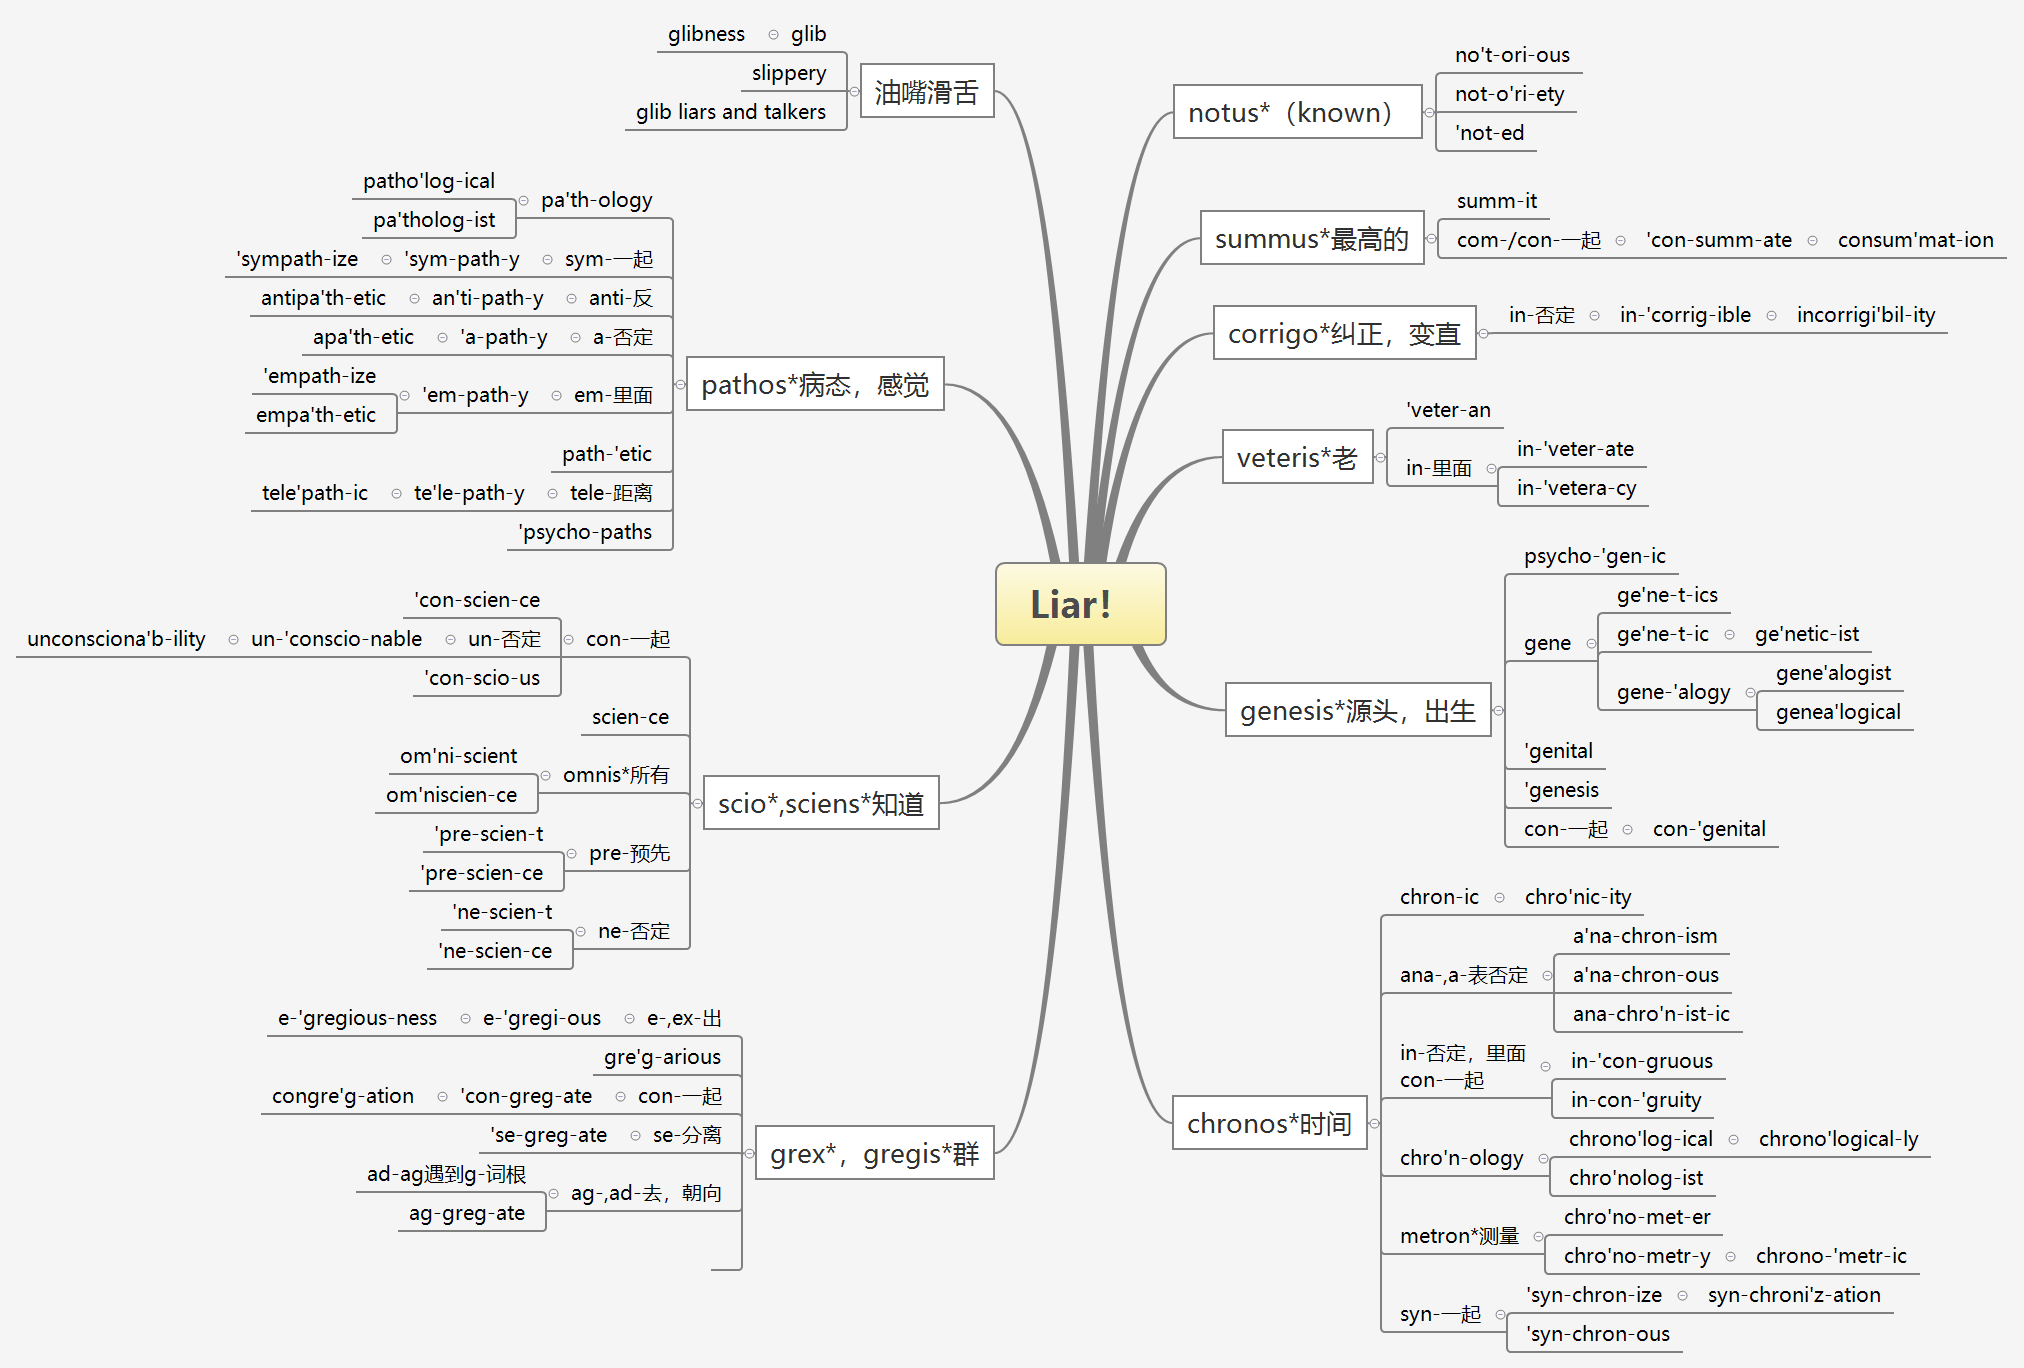 Liar!
油嘴滑舌
glib
glibness
slippery
glib liars and talkers
pathos*病态，感觉
pa'th-ology
patho'log-ical
pa'tholog-ist
sym-一起
'sym-path-y
'sympath-ize
anti-反
an'ti-path-y
antipa'th-etic
a-否定
'a-path-y
apa'th-etic
em-里面
'em-path-y
'empath-ize
empa'th-etic
path-'etic
tele-距离
te'le-path-y
tele'path-ic
'psycho-paths
scio*,sciens*知道
con-一起
'con-scien-ce
un-否定
un-'conscio-nable
unconsciona'b-ility
'con-scio-us
scien-ce
omnis*所有
om'ni-scient
om'niscien-ce
pre-预先
'pre-scien-t
'pre-scien-ce
ne-否定
'ne-scien-t
'ne-scien-ce
grex*，gregis*群
e-,ex-出
e-'gregi-ous
e-'gregious-ness
gre'g-arious
con-一起
'con-greg-ate
congre'g-ation
se-分离
'se-greg-ate
ag-,ad-去，朝向
ad-ag遇到g-词根
ag-greg-ate
notus*（known）
no't-ori-ous
not-o'ri-ety
'not-ed
summus*最高的
summ-it
com-/con-一起
'con-summ-ate
consum'mat-ion
corrigo*纠正，变直
in-否定
in-'corrig-ible
incorrigi'bil-ity
veteris*老
'veter-an
in-里面
in-'veter-ate
in-'vetera-cy
genesis*源头，出生
psycho-'gen-ic
gene
ge'ne-t-ics
ge'ne-t-ic
ge'netic-ist
gene-'alogy
gene'alogist
genea'logical
'genital
'genesis
con-一起
con-'genital
chronos*时间
chron-ic
chro'nic-ity
ana-,a-表否定
a'na-chron-ism
a'na-chron-ous
ana-chro'n-ist-ic
in-否定，里面
con-一起
in-'con-gruous
in-con-'gruity
chro'n-ology
chrono'log-ical
chrono'logical-ly
chro'nolog-ist
metron*测量
chro'no-met-er
chro'no-metr-y
chrono-'metr-ic
syn-一起
'syn-chron-ize
syn-chroni'z-ation
'syn-chron-ous